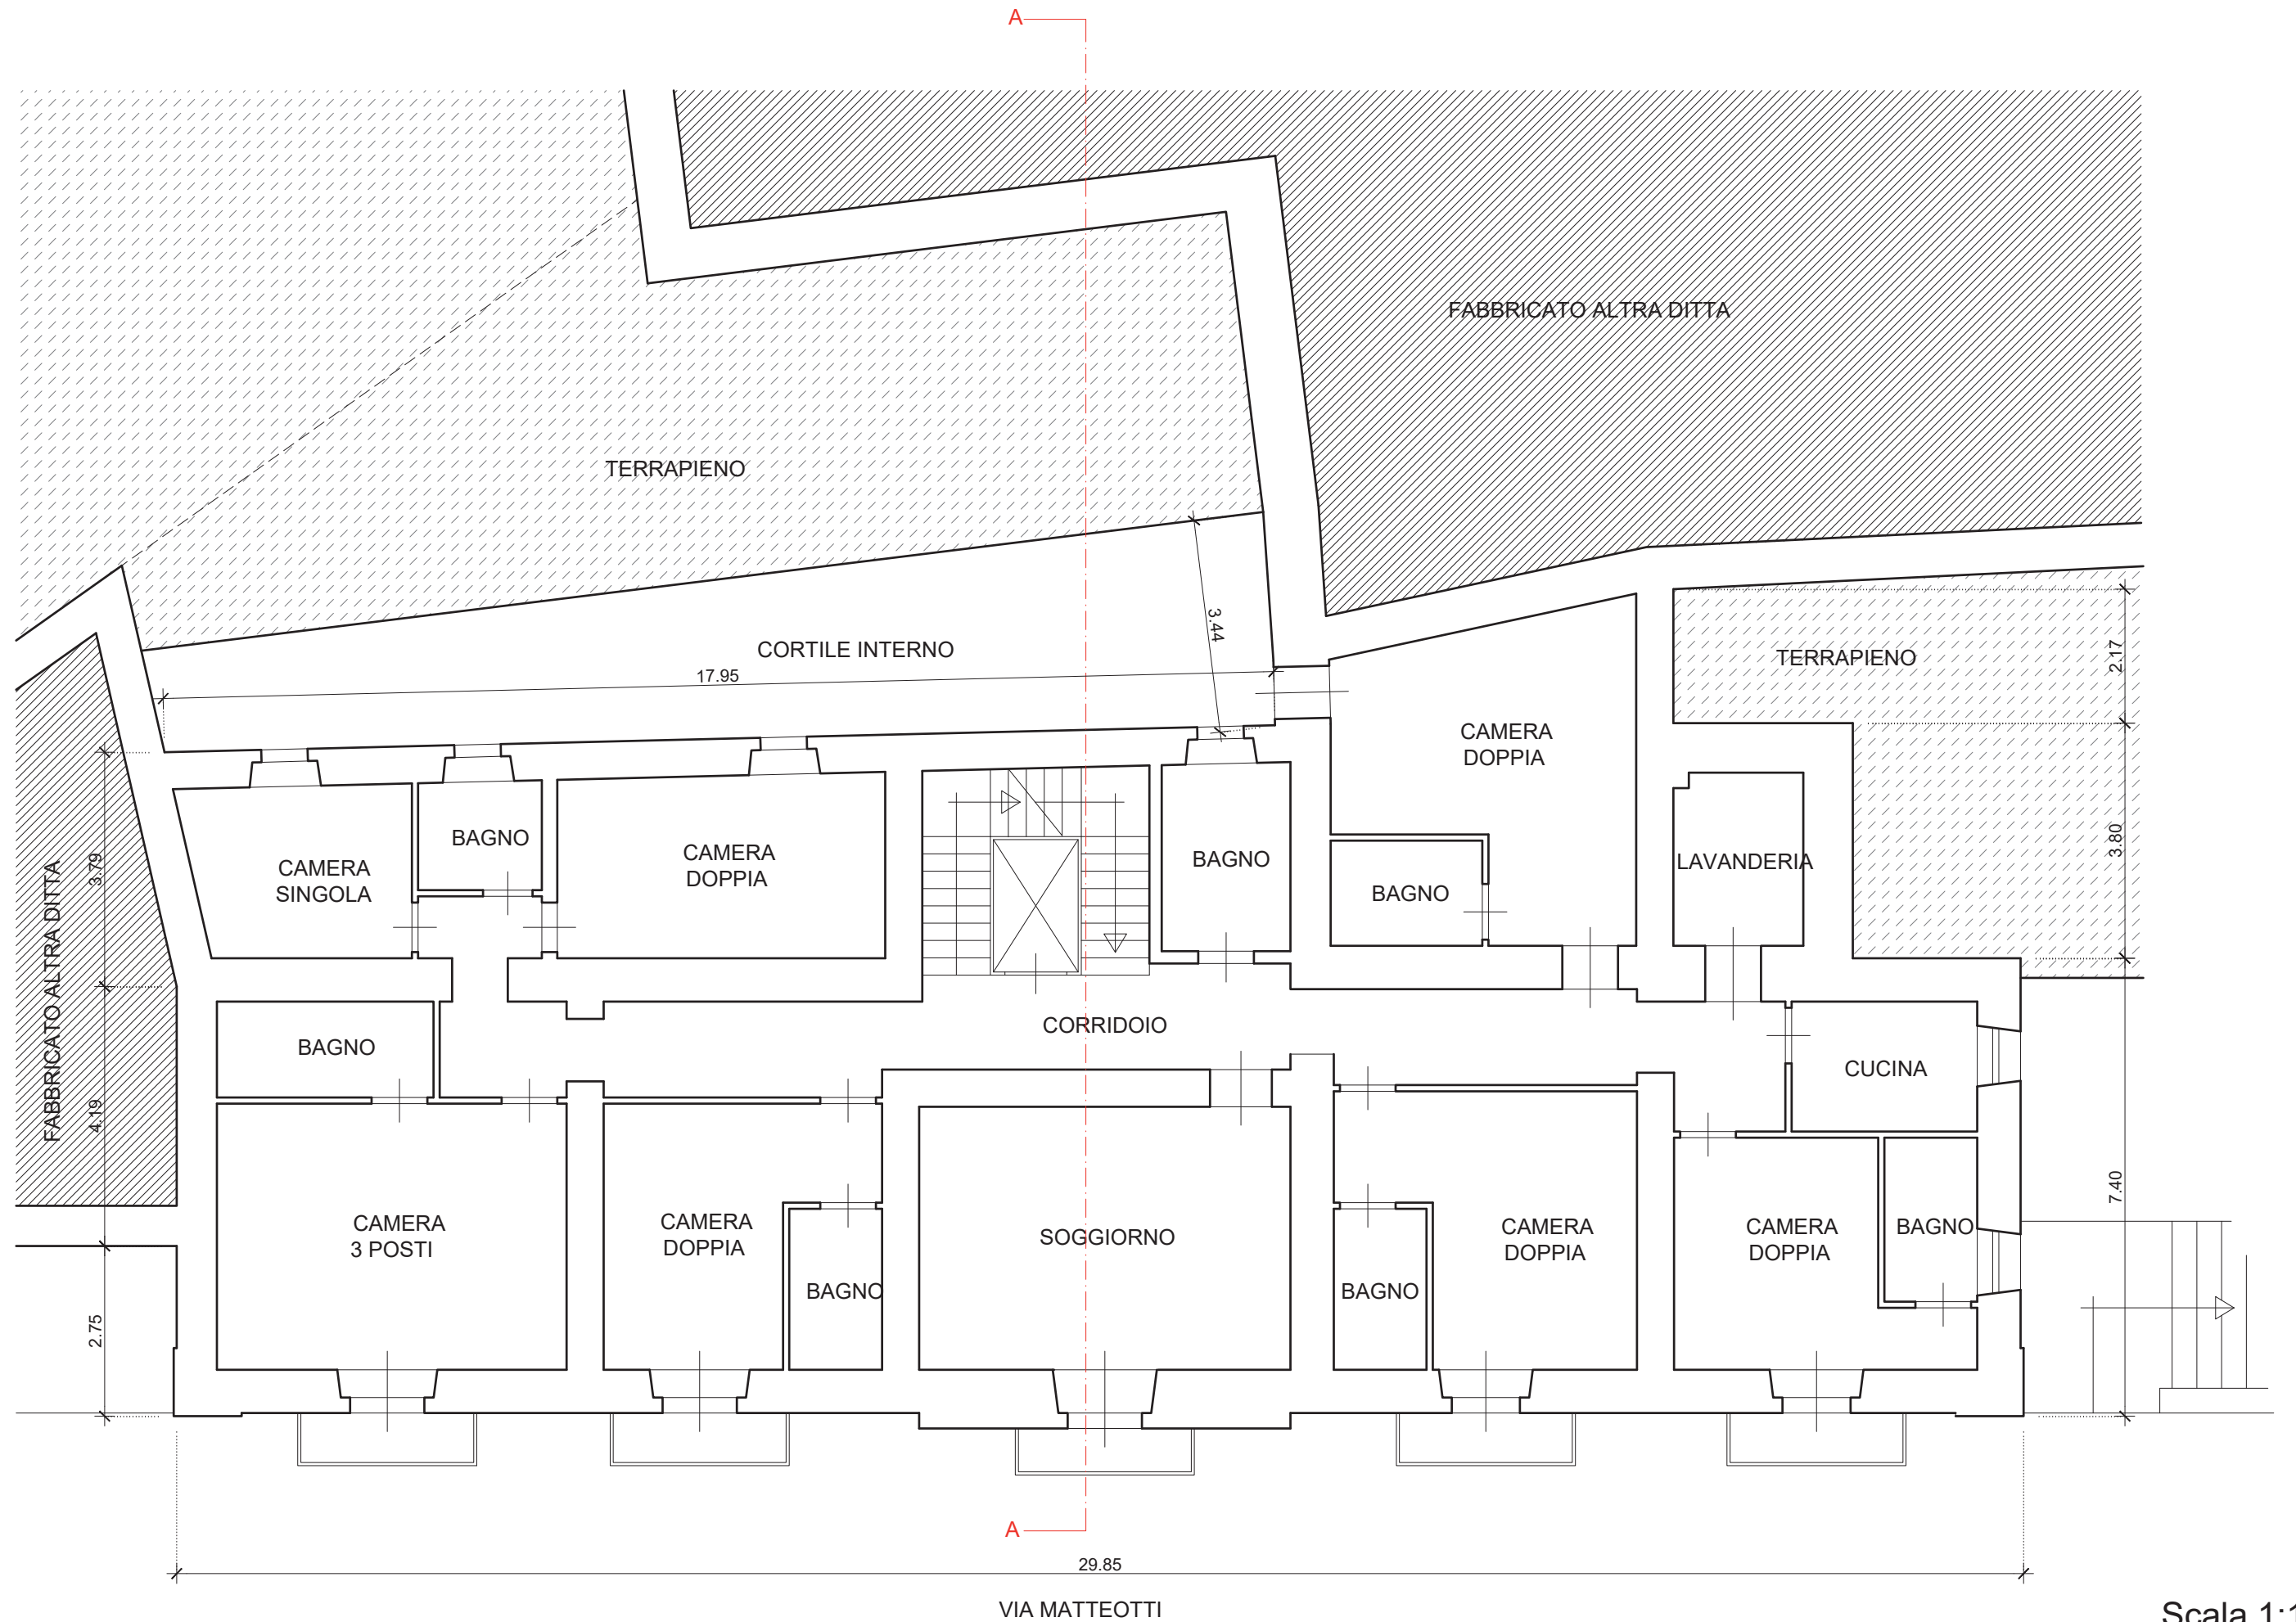 A
FABBRICATO ALTRA DITTA
TERRAPIENO
3.44
CORTILE INTERNO
17.95
TERRAPIENO
2.17
CAMERA
DOPPIA
BAGNO
CAMERA
SINGOLA
CAMERA
DOPPIA
BAGNO
BAGNO
LAVANDERIA
3.80
3.79
FABBRICATO ALTRA DITTA
CORRIDOIO
BAGNO
CUCINA
4.19
7.40
CAMERA
3 POSTI
CAMERA
DOPPIA
SOGGIORNO
CAMERA
DOPPIA
CAMERA
DOPPIA
BAGNO
BAGNO
BAGNO
2.75
A
29.85
VIA MATTEOTTI
Scala 1: